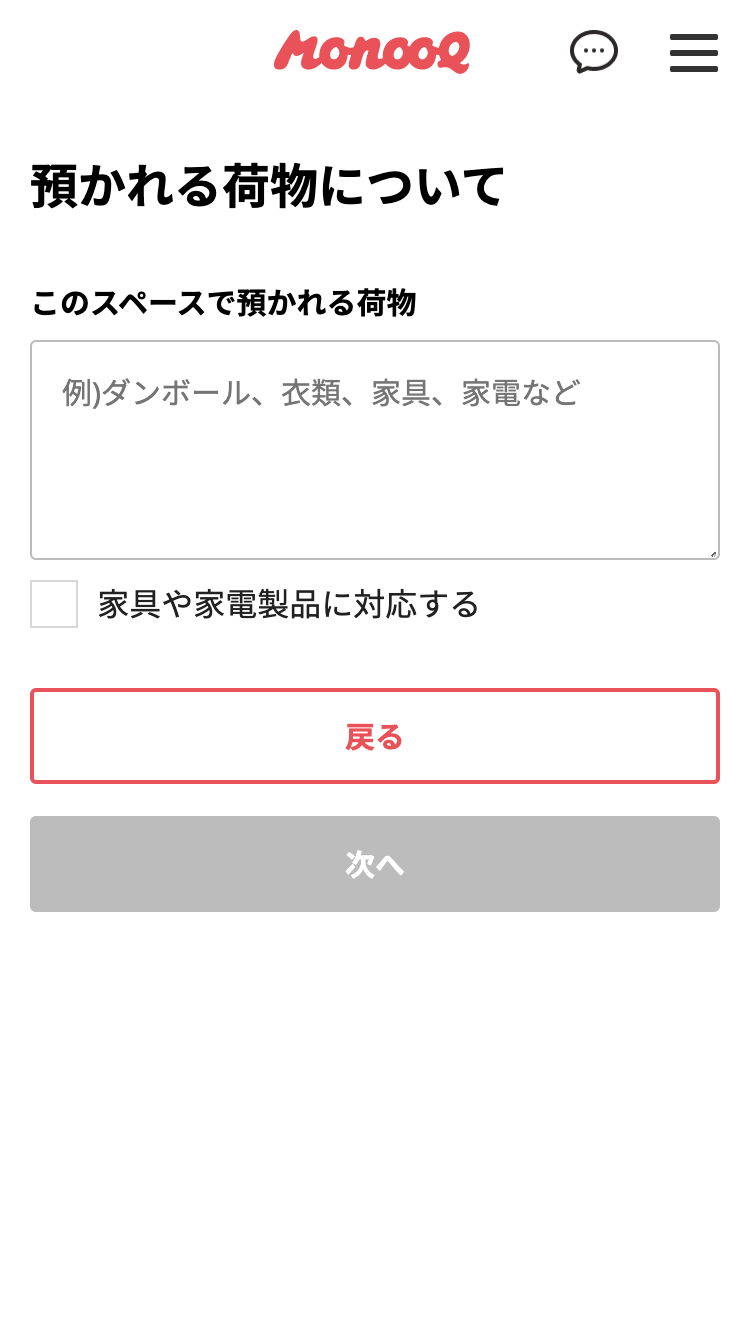 MonooQ
預かれる荷物について
このスペースで預かれる荷物
例)ダンボール、衣類、家具、家電など
家具や家電製品に対応する
戻る
次へ